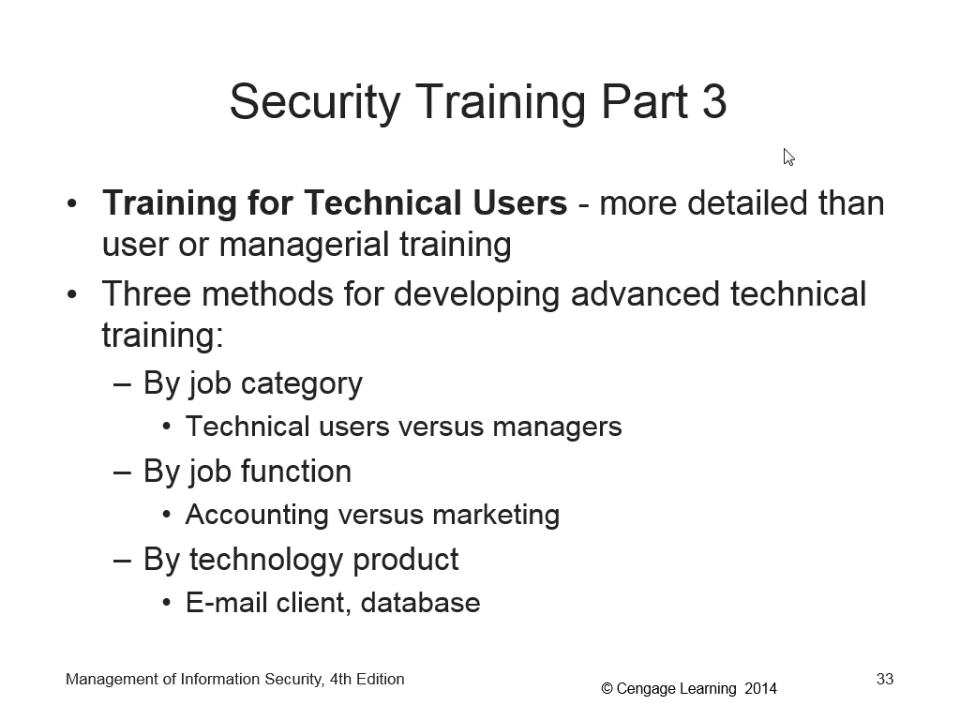 Security Training Part 3
• Training for Technical Users - more detailed than
user or managerial training
• Three methods for developing advanced technical
training:
– By job category
• Technical users versus managers
– By job function
• Accounting versus marketing
– By technology product
• E-mail client, database
Management of Information Security, 4th Edition
© Cengage Learning 2014
33